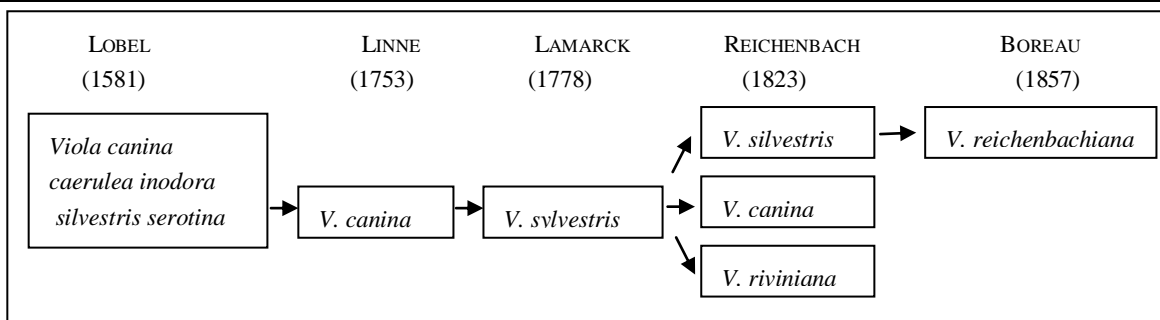 LOBEL LINNE LAMARCK REICHENBACH BOREAU
(1581) (1753) (1778) (1823) (1857)
Viola canina
caerulea inodora
silvestris serotina
V. canina
V. sylvestris
V. silvestris
V. canina
V. riviniana
V. reichenbachiana